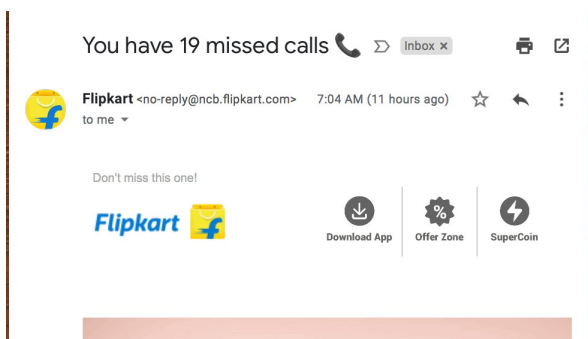 You have 19 missed calls 📞 Inbox ×
Flipkart <no-reply@ncb.flipkart.com> 7:04 AM (11 hours ago)
to me
Don't miss this one!
Flipkart
Download App Offer Zone SuperCoin